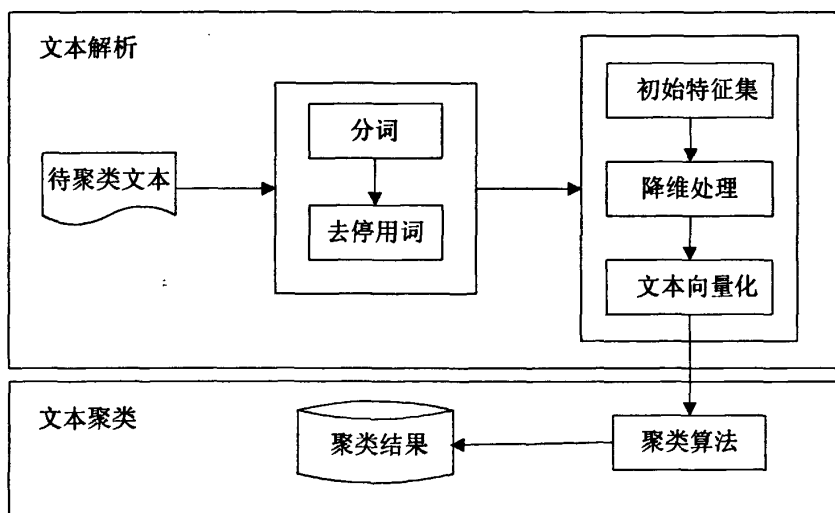 文本解析
待聚类文本
分词
去停用词
初始特征集
降维处理
文本向量化
文本聚类
聚类结果
聚类算法